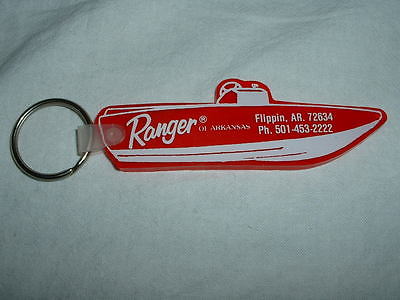 Ranger® OF ARKANSAS
Flippin, AR. 72634
Ph. 501-453-2222